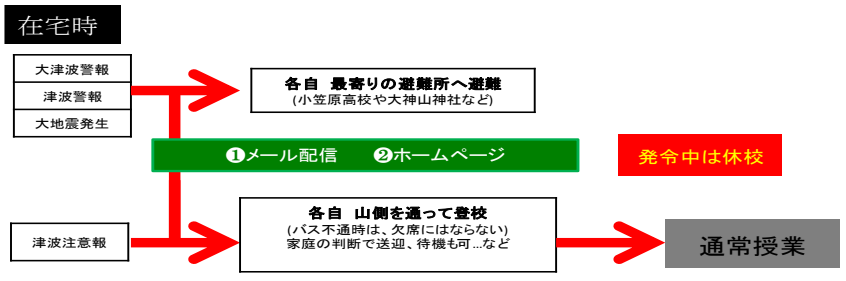 在宅時
大津波警報
津波警報
大地震発生
各自 最寄りの避難所へ避難
(小笠原高校や大神山神社など)
❶メール配信 ❷ホームページ
発令中は休校
津波注意報
各自 山側を通って登校
(バス不通時は、欠席にはならない)
家庭の判断で送迎、待機も可…など
通常授業